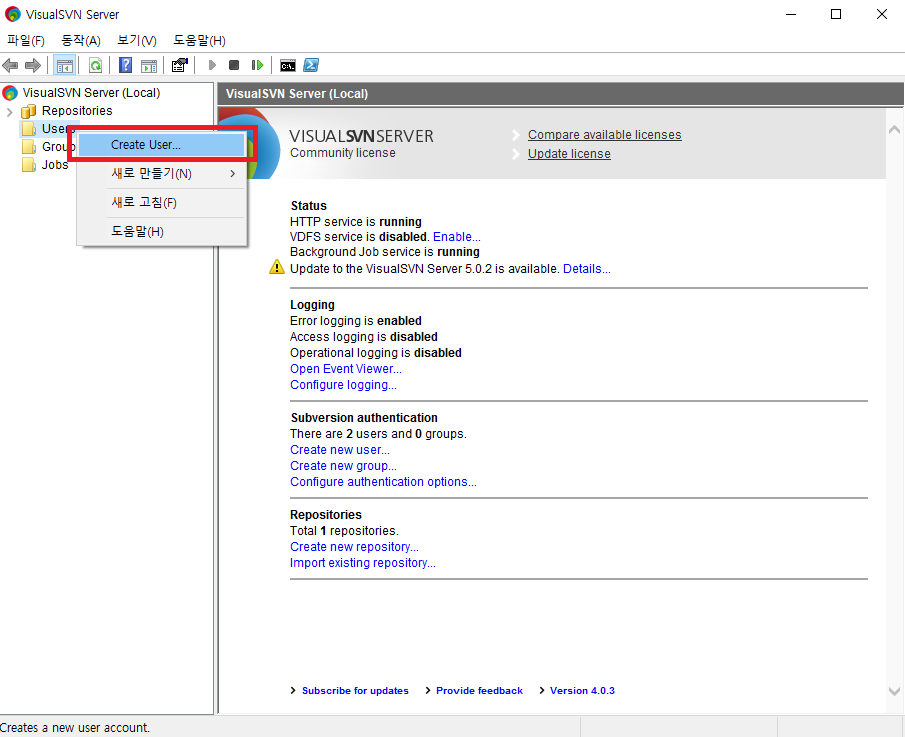 VisualSVN Server
파일(F) 동작(A) 보기(V) 도움말(H)
C:\.
VisualSVN Server (Local)
Repositories
Users
Group
Jobs
Create User...
새로 만들기(N)
새로 고침(F)
도움말(H)
VisualSVN Server (Local)
VISUALSVNSERVER
Community license
Compare available licenses
Update license
Status
HTTP service is running
VDFS service is disabled. Enable...
Background Job service is running
Update to the VisualSVN Server 5.0.2 is available. Details...
Logging
Error logging is enabled
Access logging is disabled
Operational logging is disabled
Open Event Viewer...
Configure logging...
Subversion authentication
There are 2 users and 0 groups.
Create new user...
Create new group...
Configure authentication options...
Repositories
Total 1 repositories.
Create new repository...
Import existing repository...
Subscribe for updates Provide feedback Version 4.0.3
Creates a new user account.